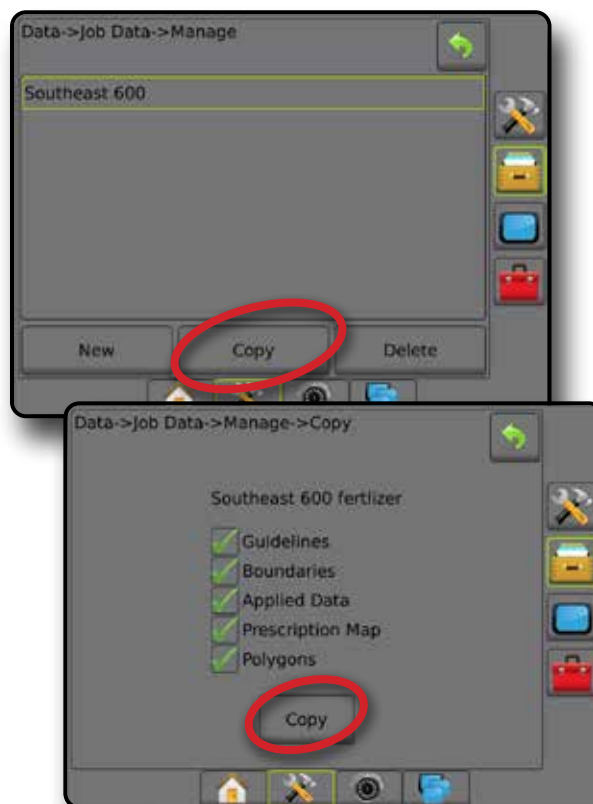 Data->Job Data->Manage
Southeast 600
New Copy Delete
Data->Job Data->Manage->Copy
Southeast 600 fertlizer
Guidelines
Boundaries
Applied Data
Prescription Map
Polygons
Copy